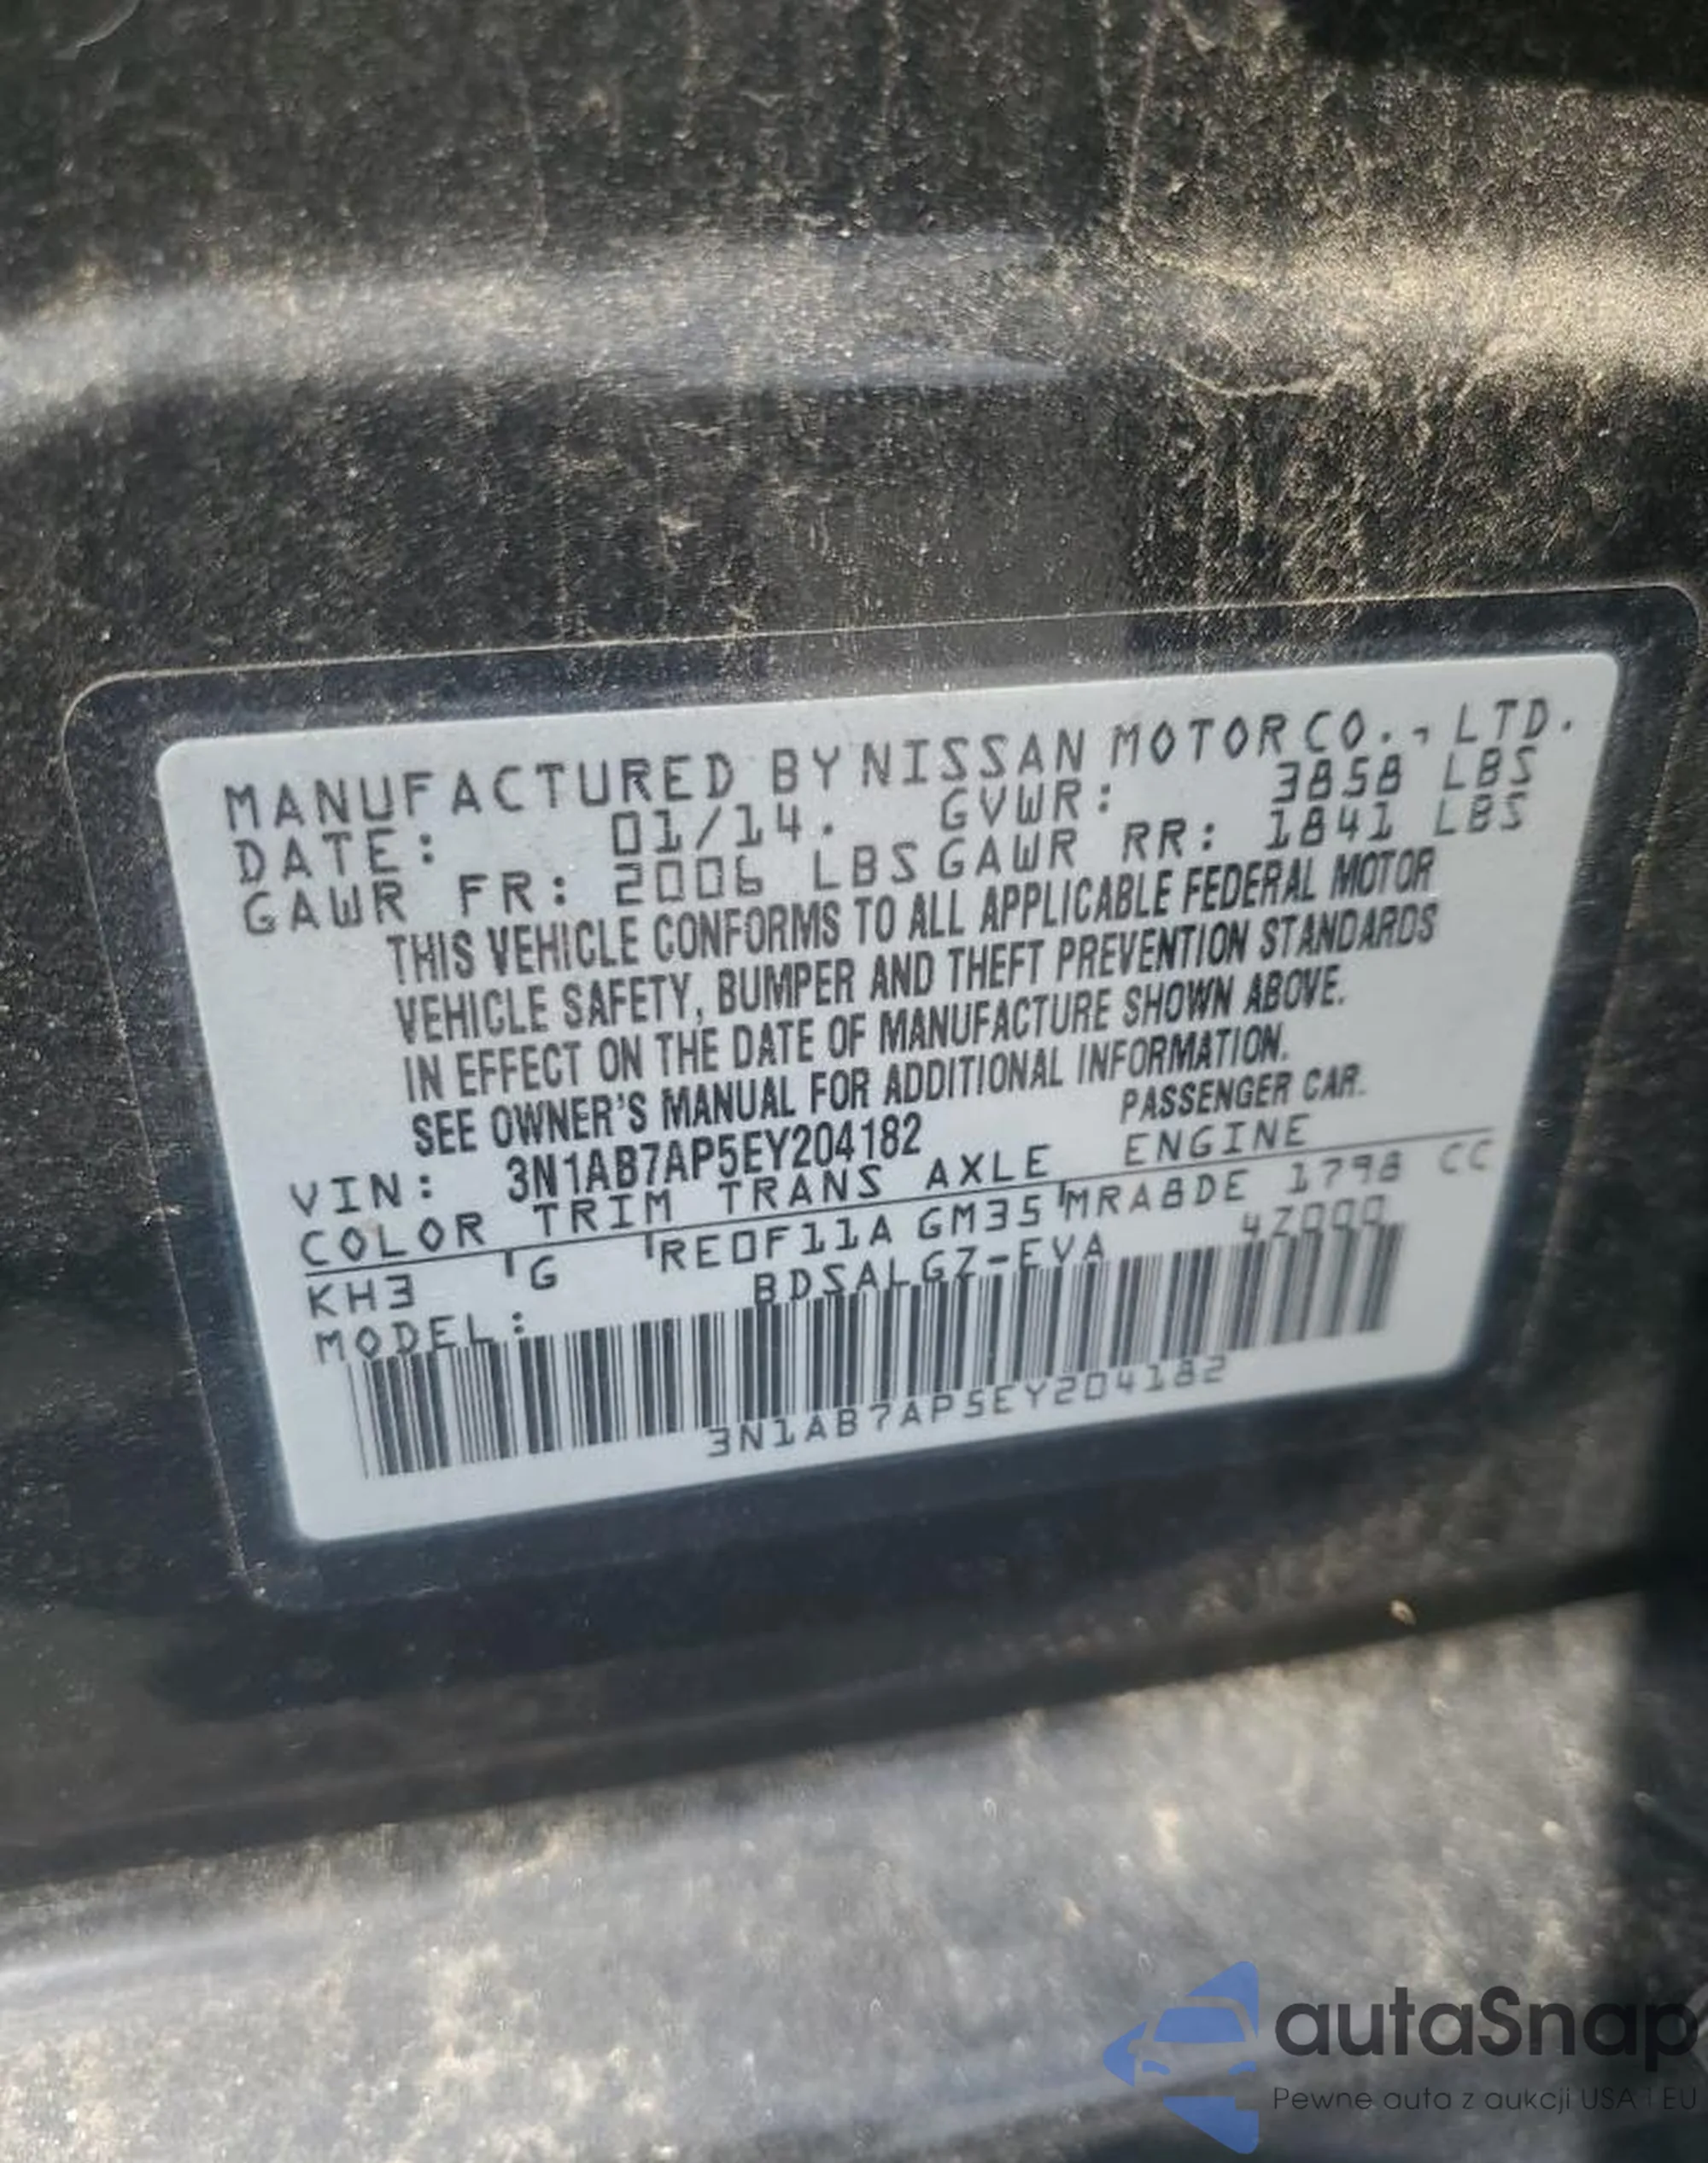 MANUFACTURED BY NISSAN MOTOR CO., LTD.
DATE: 01/14. GVWR: 3858 LBS
GAWR FR: 2006 LBS GAWR RR: 1841 LBS
THIS VEHICLE CONFORMS TO ALL APPLICABLE FEDERAL MOTOR
VEHICLE SAFETY, BUMPER AND THEFT PREVENTION STANDARDS
IN EFFECT ON THE DATE OF MANUFACTURE SHOWN ABOVE.
SEE OWNER'S MANUAL FOR ADDITIONAL INFORMATION.
VIN: 3N1AB7AP5EY204182 PASSENGER CAR.
COLOR TRIM TRANS AXLE ENGINE
KH3 G RE0F11A GM35 MRA8DE 1798 CC
MODEL: BDSALGZ-EVA 4Z000
3N1AB7AP5EY204182
autaSnap
Pewne auta z aukcji USA i EU